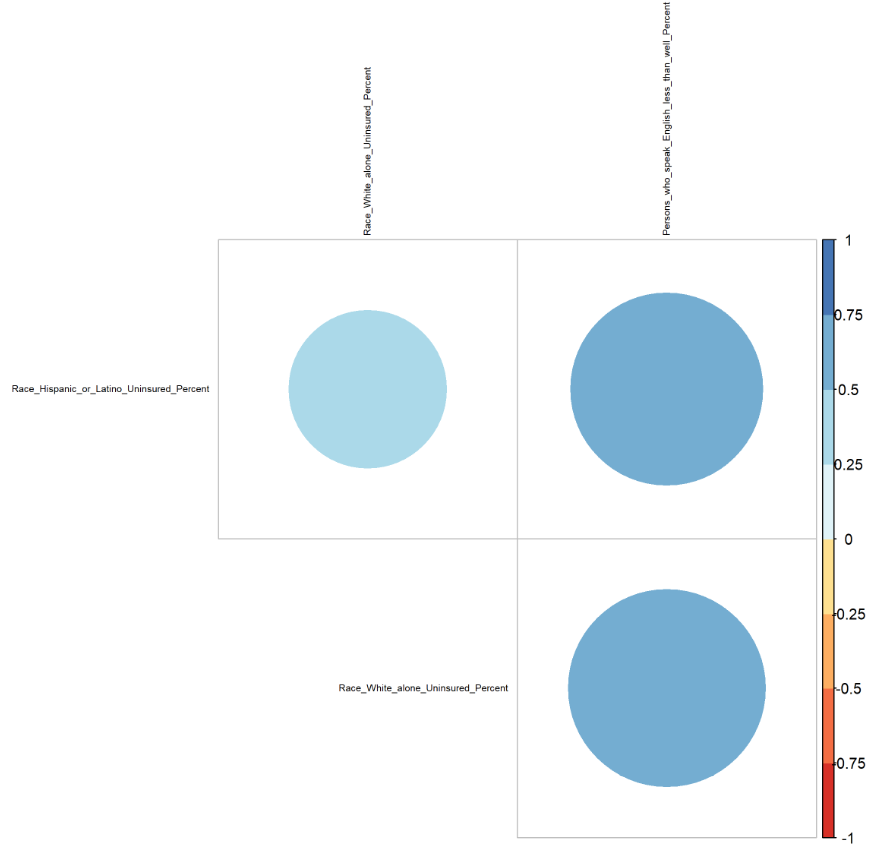 Race_White_alone_Uninsured_Percent
Persons_who_speak_English_less_than_well_Percent
Race_Hispanic_or_Latino_Uninsured_Percent
Race_White_alone_Uninsured_Percent
1
0.75
0.5
0.25
0
-0.25
-0.5
-0.75
-1